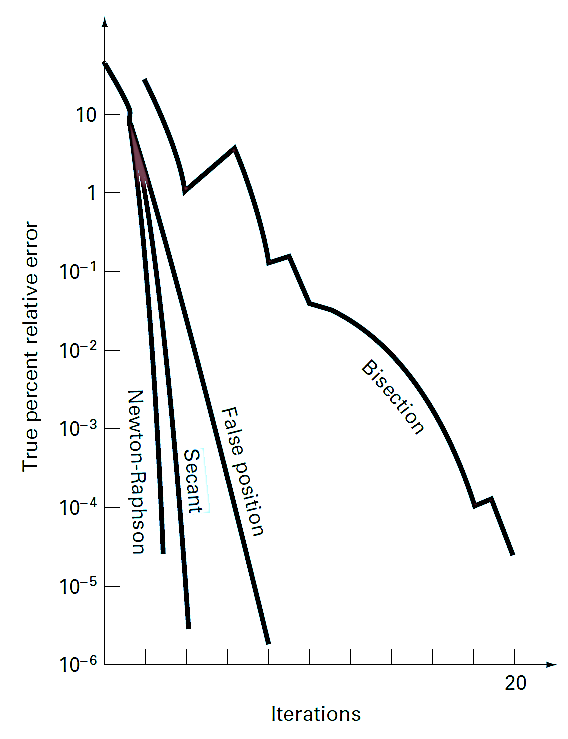 True percent relative error
10
1
10⁻¹
10⁻²
10⁻³
10⁻⁴
10⁻⁵
10⁻⁶
Newton-Raphson
Secant
False position
Bisection
20
Iterations